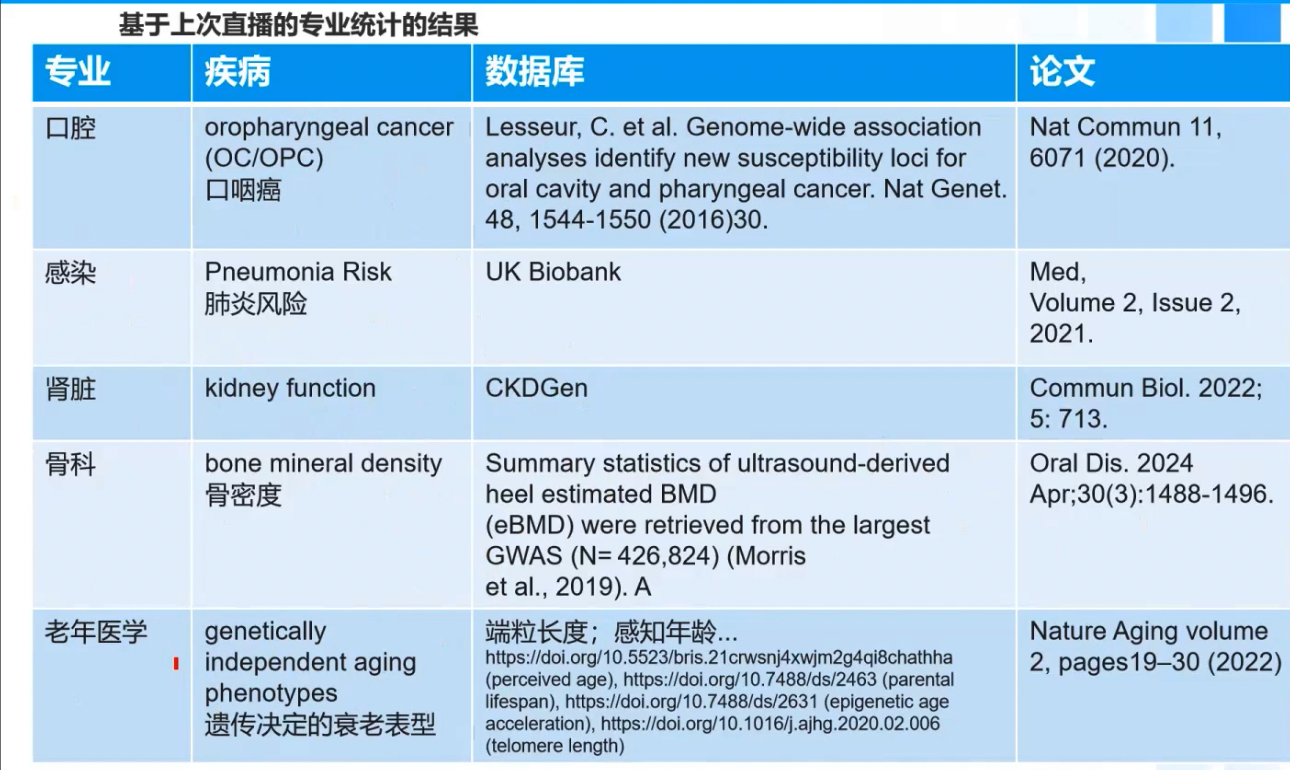 基于上次直播的专业统计的结果
专业
疾病
数据库
论文
口腔
oropharyngeal cancer
(OC/OPC)
口咽癌
Lesseur, C. et al. Genome-wide association
analyses identify new susceptibility loci for
oral cavity and pharyngeal cancer. Nat Genet.
48, 1544-1550 (2016)30.
Nat Commun 11,
6071 (2020).
感染
Pneumonia Risk
肺炎风险
UK Biobank
Med,
Volume 2, Issue 2,
2021.
肾脏
kidney function
CKDGen
Commun Biol. 2022;
5: 713.
骨科
bone mineral density
骨密度
Summary statistics of ultrasound-derived
heel estimated BMD
(eBMD) were retrieved from the largest
GWAS (N= 426,824) (Morris
et al., 2019). A
Oral Dis. 2024
Apr;30(3):1488-1496.
老年医学
genetically
independent aging
phenotypes
遗传决定的衰老表型
端粒长度；感知年龄...
https://doi.org/10.5523/bris.21crwsnj4xwjm2g4qi8chathha
(perceived age), https://doi.org/10.7488/ds/2463 (parental
lifespan), https://doi.org/10.7488/ds/2631 (epigenetic age
acceleration), https://doi.org/10.1016/j.ajhg.2020.02.006
(telomere length)
Nature Aging volume
2, pages19–30 (2022)